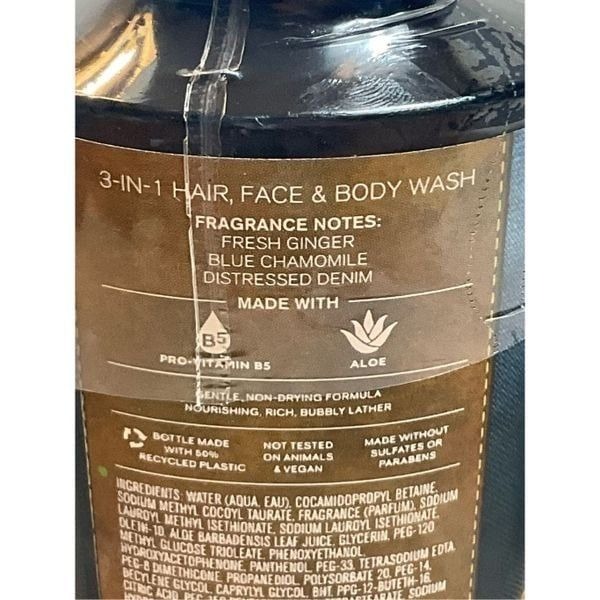 3-IN-1 HAIR, FACE & BODY WASH
FRAGRANCE NOTES:
FRESH GINGER
BLUE CHAMOMILE
DISTRESSED DENIM
MADE WITH
B5
PRO-VITAMIN B5
ALOE
GENTLE, NON-DRYING FORMULA
NOURISHING, RICH, BUBBLY LATHER
BOTTLE MADE
WITH 50%
RECYCLED PLASTIC
NOT TESTED
ON ANIMALS
& VEGAN
MADE WITHOUT
SULFATES OR
PARABENS
INGREDIENTS: WATER (AQUA, EAU), COCAMIDOPROPYL BETAINE,
SODIUM METHYL COCOYL TAURATE, FRAGRANCE (PARFUM), SODIUM
LAUROYL METHYL ISETHIONATE, SODIUM LAUROYL ISETHIONATE,
OLETH-10, ALOE BARBADENSIS LEAF JUICE, GLYCERIN, PEG-120
METHYL GLUCOSE TRIOLEATE, PHENOXYETHANOL,
HYDROXYACETOPHENONE, PANTHENOL, PEG-33, TETRASODIUM EDTA,
PEG-8 DIMETHICONE, PROPANEDIOL, POLYSORBATE 20, PEG-14,
DECYLENE GLYCOL, CAPRYLYL GLYCOL, BHT, PPG-12-BUTETH-16,
CITRIC ACID,